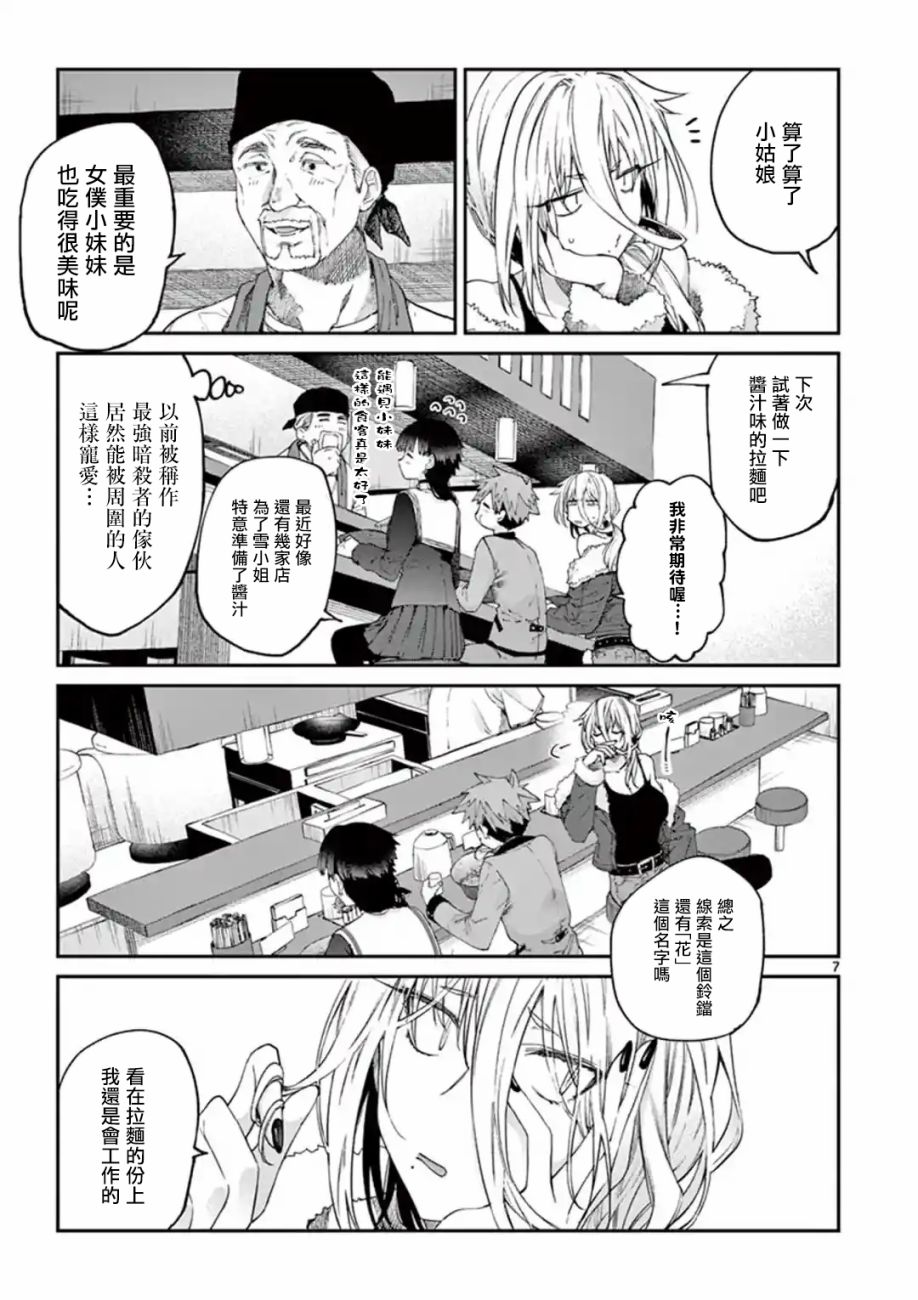 算了算了
小姑娘
最重要的是
女僕小妹妹
也吃得很美味呢
下次
試著做一下
醬汁味的拉麵吧
我非常期待喔…！
能遇見小妹妹
這樣的食客真是太好了
最近好像
還有幾家店
為了雪小姐
特意準備了醬汁
以前被稱作
最強暗殺者的傢伙
居然能被周圍的人
這樣寵愛…
咳
總之
線索是這個鈴鐺
還有「花」
這個名字嗎
7
看在拉麵的份上
我還是會工作的